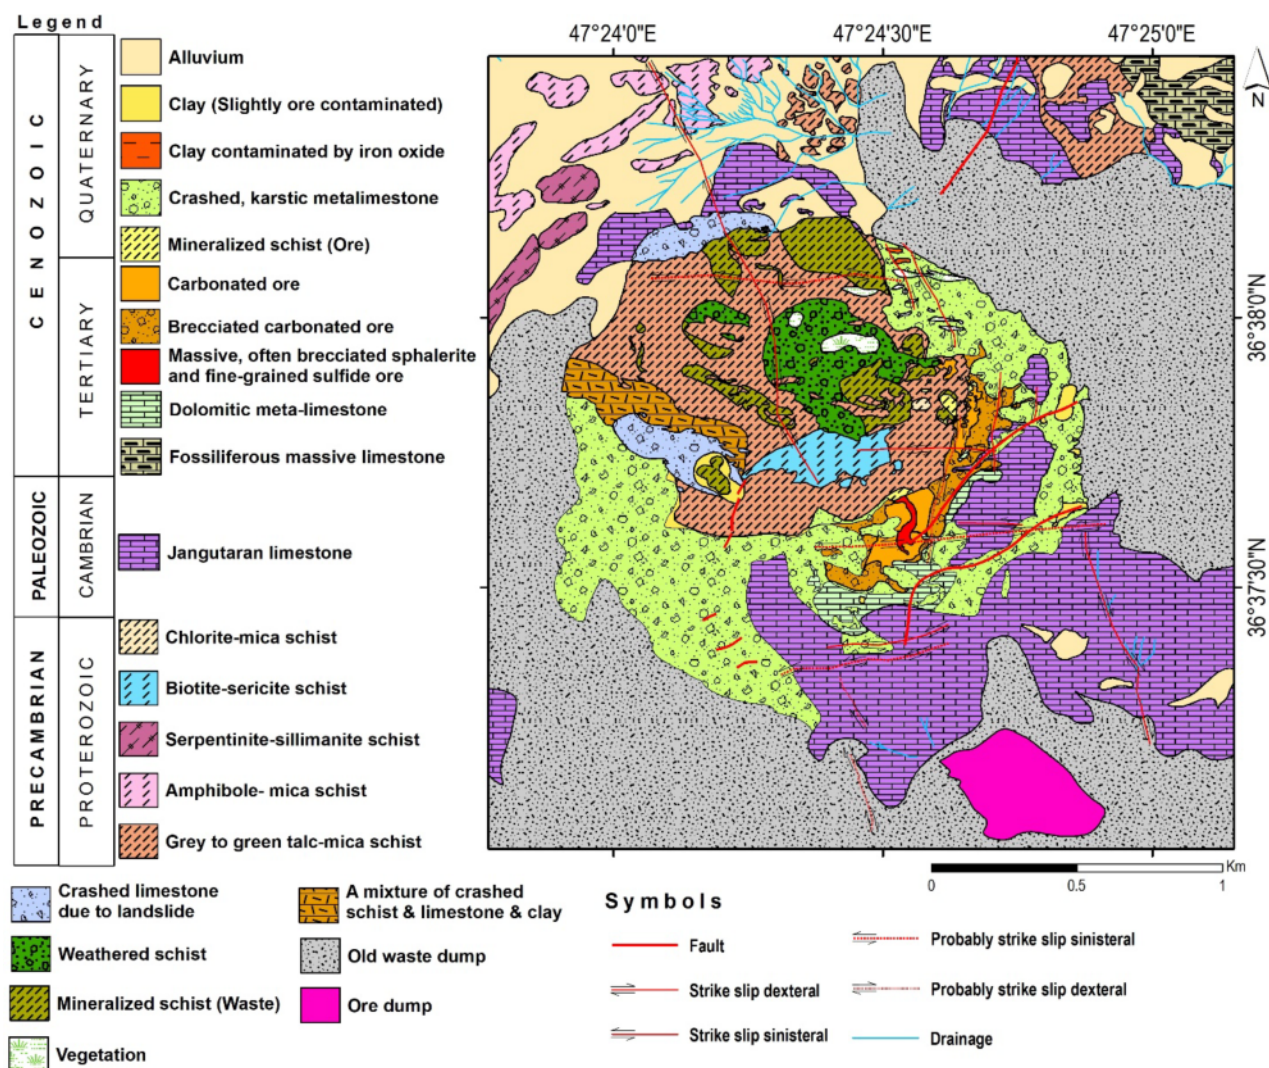 Legend
CENOZOIC
QUATERNARY
TERTIARY
PALEOZOIC
CAMBRIAN
PRECAMBRIAN
PROTEROZOIC
Alluvium
Clay (Slightly ore contaminated)
Clay contaminated by iron oxide
Crashed, karstic metalimestone
Mineralized schist (Ore)
Carbonated ore
Brecciated carbonated ore
Massive, often brecciated sphalerite
and fine-grained sulfide ore
Dolomitic meta-limestone
Fossiliferous massive limestone
Jangutaran limestone
Chlorite-mica schist
Biotite-sericite schist
Serpentinite-sillimanite schist
Amphibole- mica schist
Grey to green talc-mica schist
Crashed limestone
due to landslide
Weathered schist
Mineralized schist (Waste)
Vegetation
A mixture of crashed
schist & limestone & clay
Old waste dump
Ore dump
47°24'0"E
47°24'30"E
47°25'0"E
N
36°38'0"N
36°37'30"N
Km
0
0.5
1
Symbols
Fault
Strike slip dexteral
Strike slip sinisteral
Probably strike slip sinisteral
Probably strike slip dexteral
Drainage